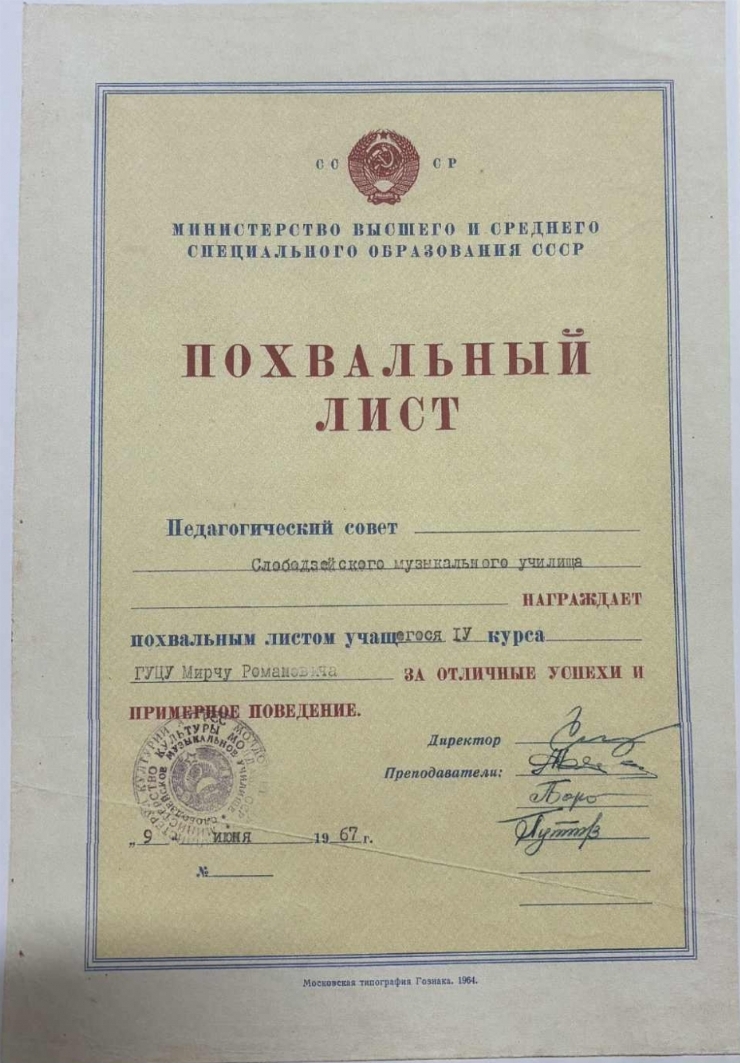 СС СР
МИНИСТЕРСТВО ВЫСШЕГО И СРЕДНЕГО
СПЕЦИАЛЬНОГО ОБРАЗОВАНИЯ СССР
ПОХВАЛЬНЫЙ
ЛИСТ
Педагогический совет
Слободзейского музыкального училища
НАГРАЖДАЕТ
похвальным листом учащегося IУ курса
ГУЦУ Мирчу Романовича ЗА ОТЛИЧНЫЕ УСПЕХИ И
ПРИМЕРНОЕ ПОВЕДЕНИЕ.
Директор
Преподаватели:
„ 9 " июня 19 67 г.
№
Московская типография Гознака. 1964.